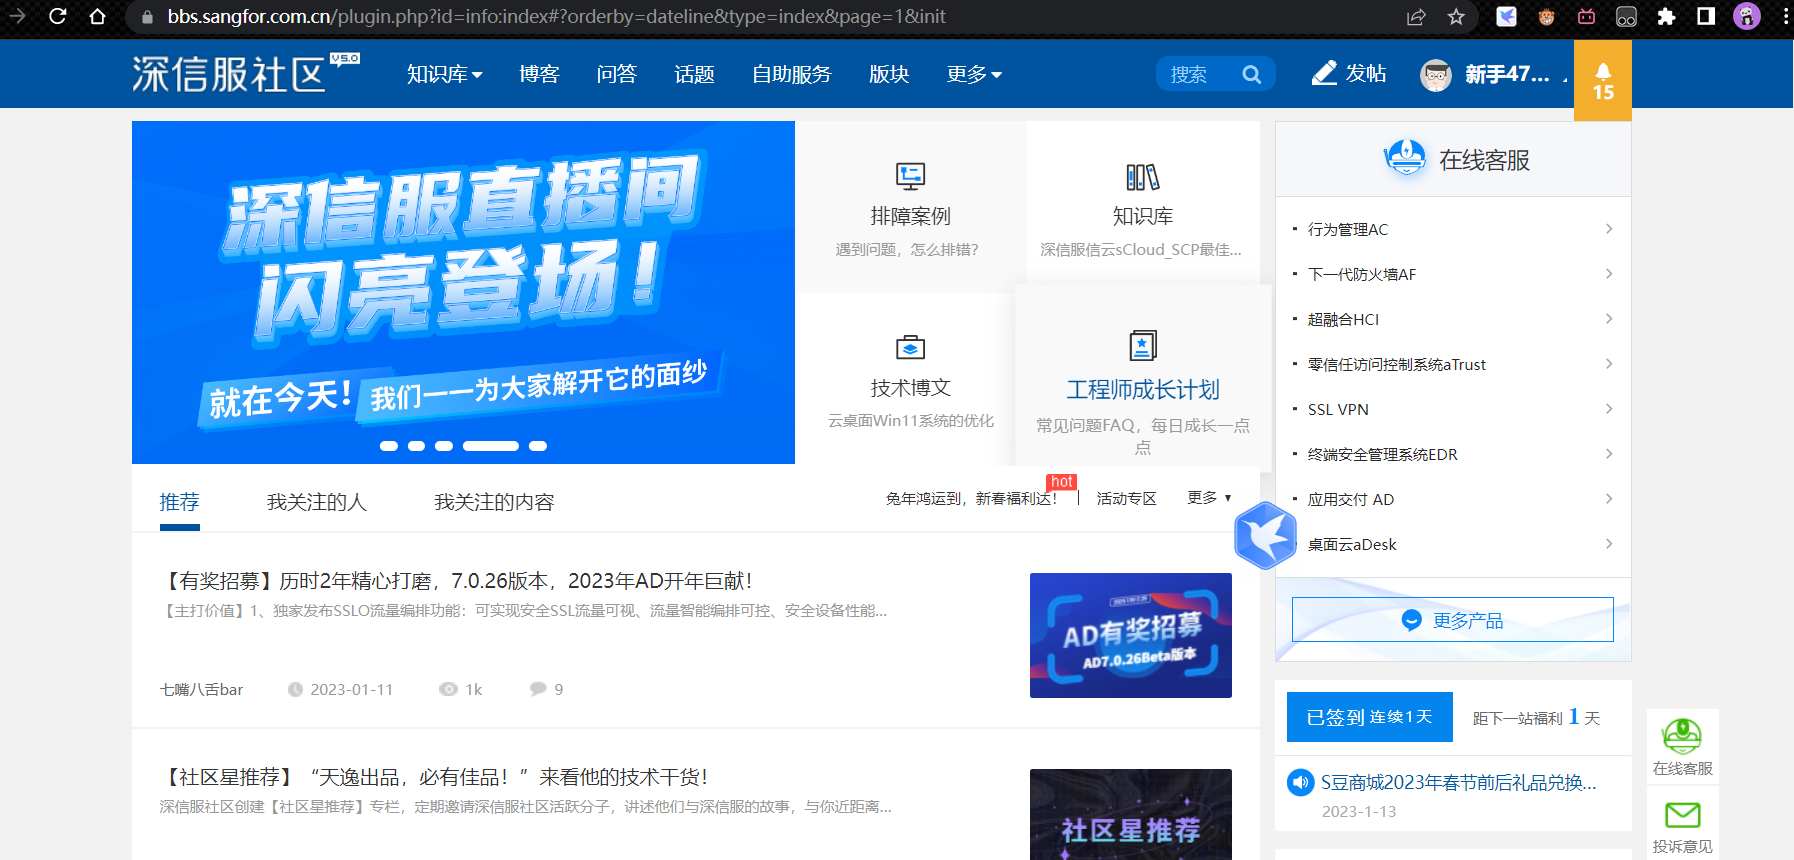 bbs.sangfor.com.cn/plugin.php?id=info:index#?orderby=dateline&type=index&page=1&init
深信服社区 V5.0
知识库 博客 问答 话题 自助服务 版块 更多
搜索
发帖
新手47...
15
深信服直播间
闪亮登场！
就在今天！我们一一为大家解开它的面纱
排障案例
遇到问题，怎么排错?
知识库
深信服信云sCloud_SCP最佳...
技术博文
云桌面Win11系统的优化
工程师成长计划
常见问题FAQ，每日成长一点
点
在线客服
行为管理AC
下一代防火墙AF
超融合HCI
零信任访问控制系统aTrust
SSL VPN
终端安全管理系统EDR
应用交付 AD
桌面云aDesk
更多产品
推荐 我关注的人 我关注的内容
兔年鸿运到，新春福利达！
hot
活动专区
更多
【有奖招募】历时2年精心打磨，7.0.26版本，2023年AD开年巨献！
【主打价值】1、独家发布SSLO流量编排功能：可实现安全SSL流量可视、流量智能编排可控、安全设备性能...
七嘴八舌bar 2023-01-11 1k 9
AD有奖招募
AD7.0.26Beta版本
【社区星推荐】“天逸出品，必有佳品！”来看他的技术干货！
深信服社区创建【社区星推荐】专栏，定期邀请深信服社区活跃分子，讲述他们与深信服的故事，与你近距离...
社区星推荐
已签到 连续1天
距下一站福利 1 天
S豆商城2023年春节前后礼品兑换...
2023-1-13
在线客服
投诉意见